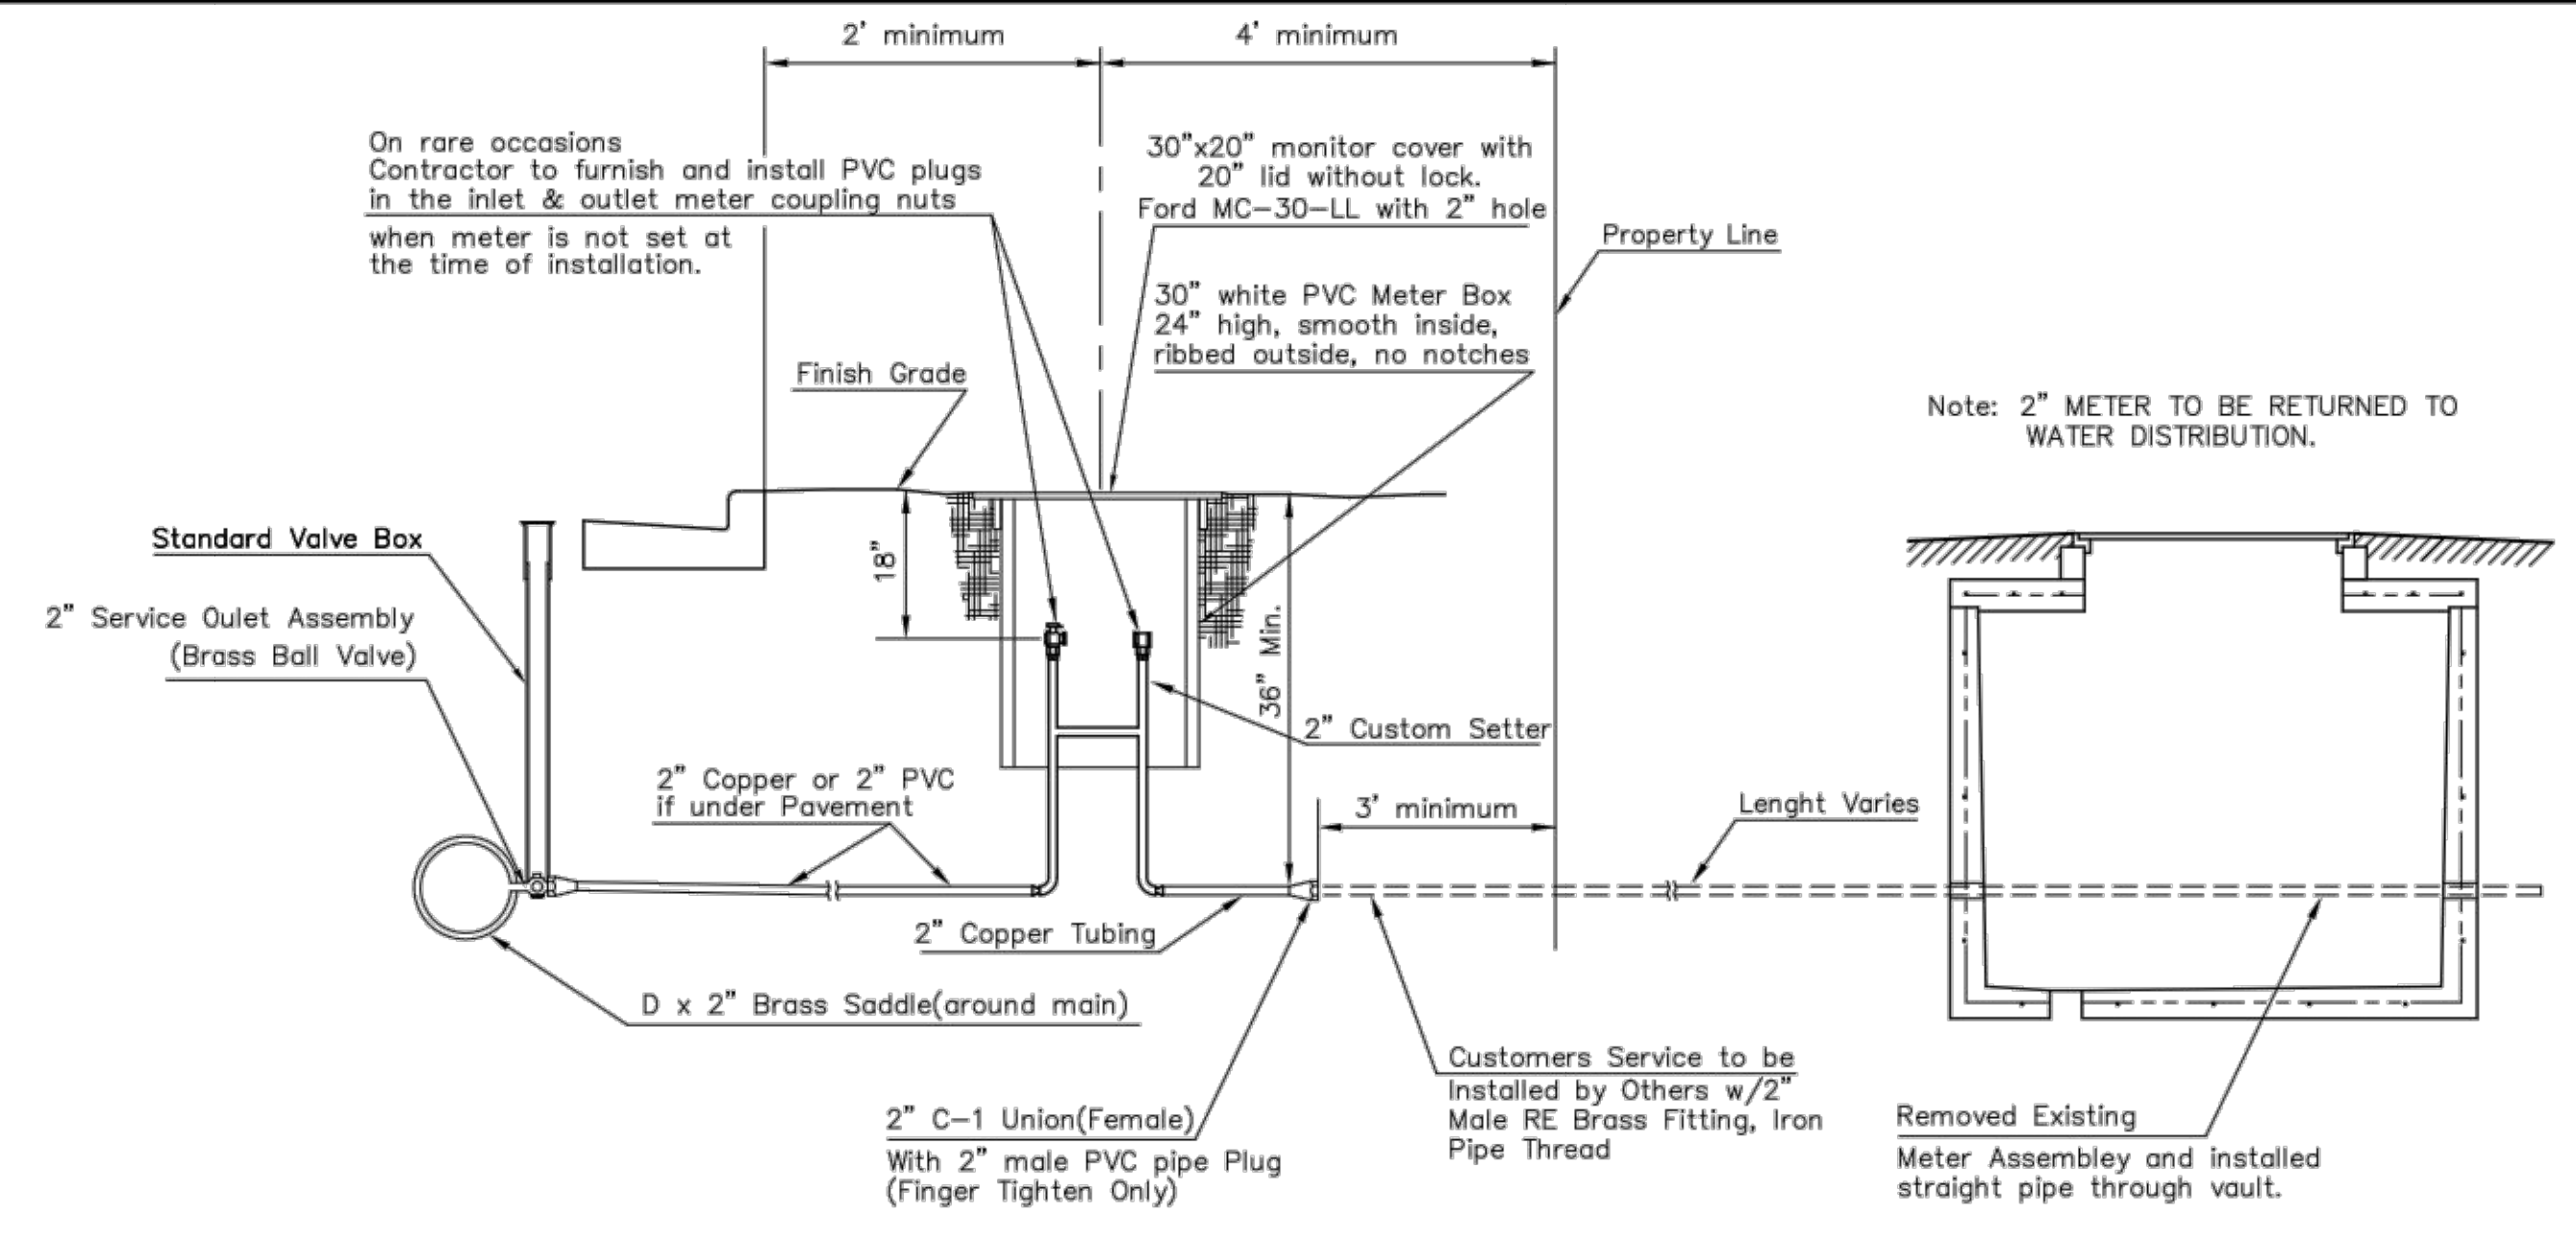 2' minimum
4' minimum
On rare occasions
Contractor to furnish and install PVC plugs
in the inlet & outlet meter coupling nuts
when meter is not set at
the time of installation.
30"x20" monitor cover with
20" lid without lock.
Ford MC-30-LL with 2" hole
Property Line
30" white PVC Meter Box
24" high, smooth inside,
ribbed outside, no notches
Finish Grade
Note: 2" METER TO BE RETURNED TO
WATER DISTRIBUTION.
Standard Valve Box
18"
2" Service Oulet Assembly
(Brass Ball Valve)
36" Min.
2" Custom Setter
2" Copper or 2" PVC
if under Pavement
3' minimum
Lenght Varies
2" Copper Tubing
D x 2" Brass Saddle(around main)
Customers Service to be
Installed by Others w/2"
Male RE Brass Fitting, Iron
Pipe Thread
2" C-1 Union(Female)
With 2" male PVC pipe Plug
(Finger Tighten Only)
Removed Existing
Meter Assembley and installed
straight pipe through vault.